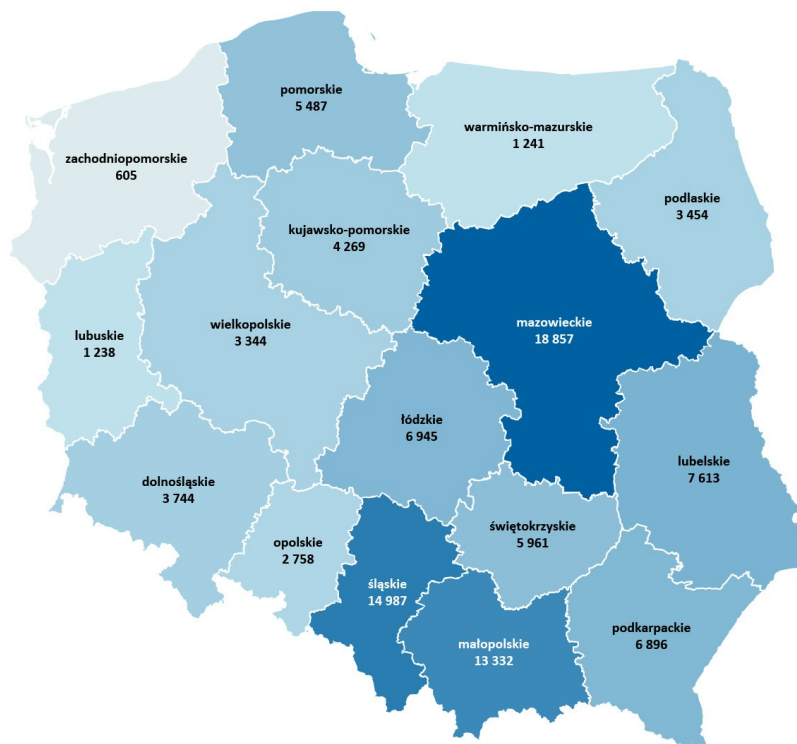 pomorskie
5 487
warmińsko-mazurskie
1 241
zachodniopomorskie
605
podlaskie
3 454
kujawsko-pomorskie
4 269
mazowieckie
18 857
wielkopolskie
3 344
lubuskie
1 238
łódzkie
6 945
lubelskie
7 613
dolnośląskie
3 744
świętokrzyskie
5 961
opolskie
2 758
śląskie
14 987
podkarpackie
6 896
małopolskie
13 332